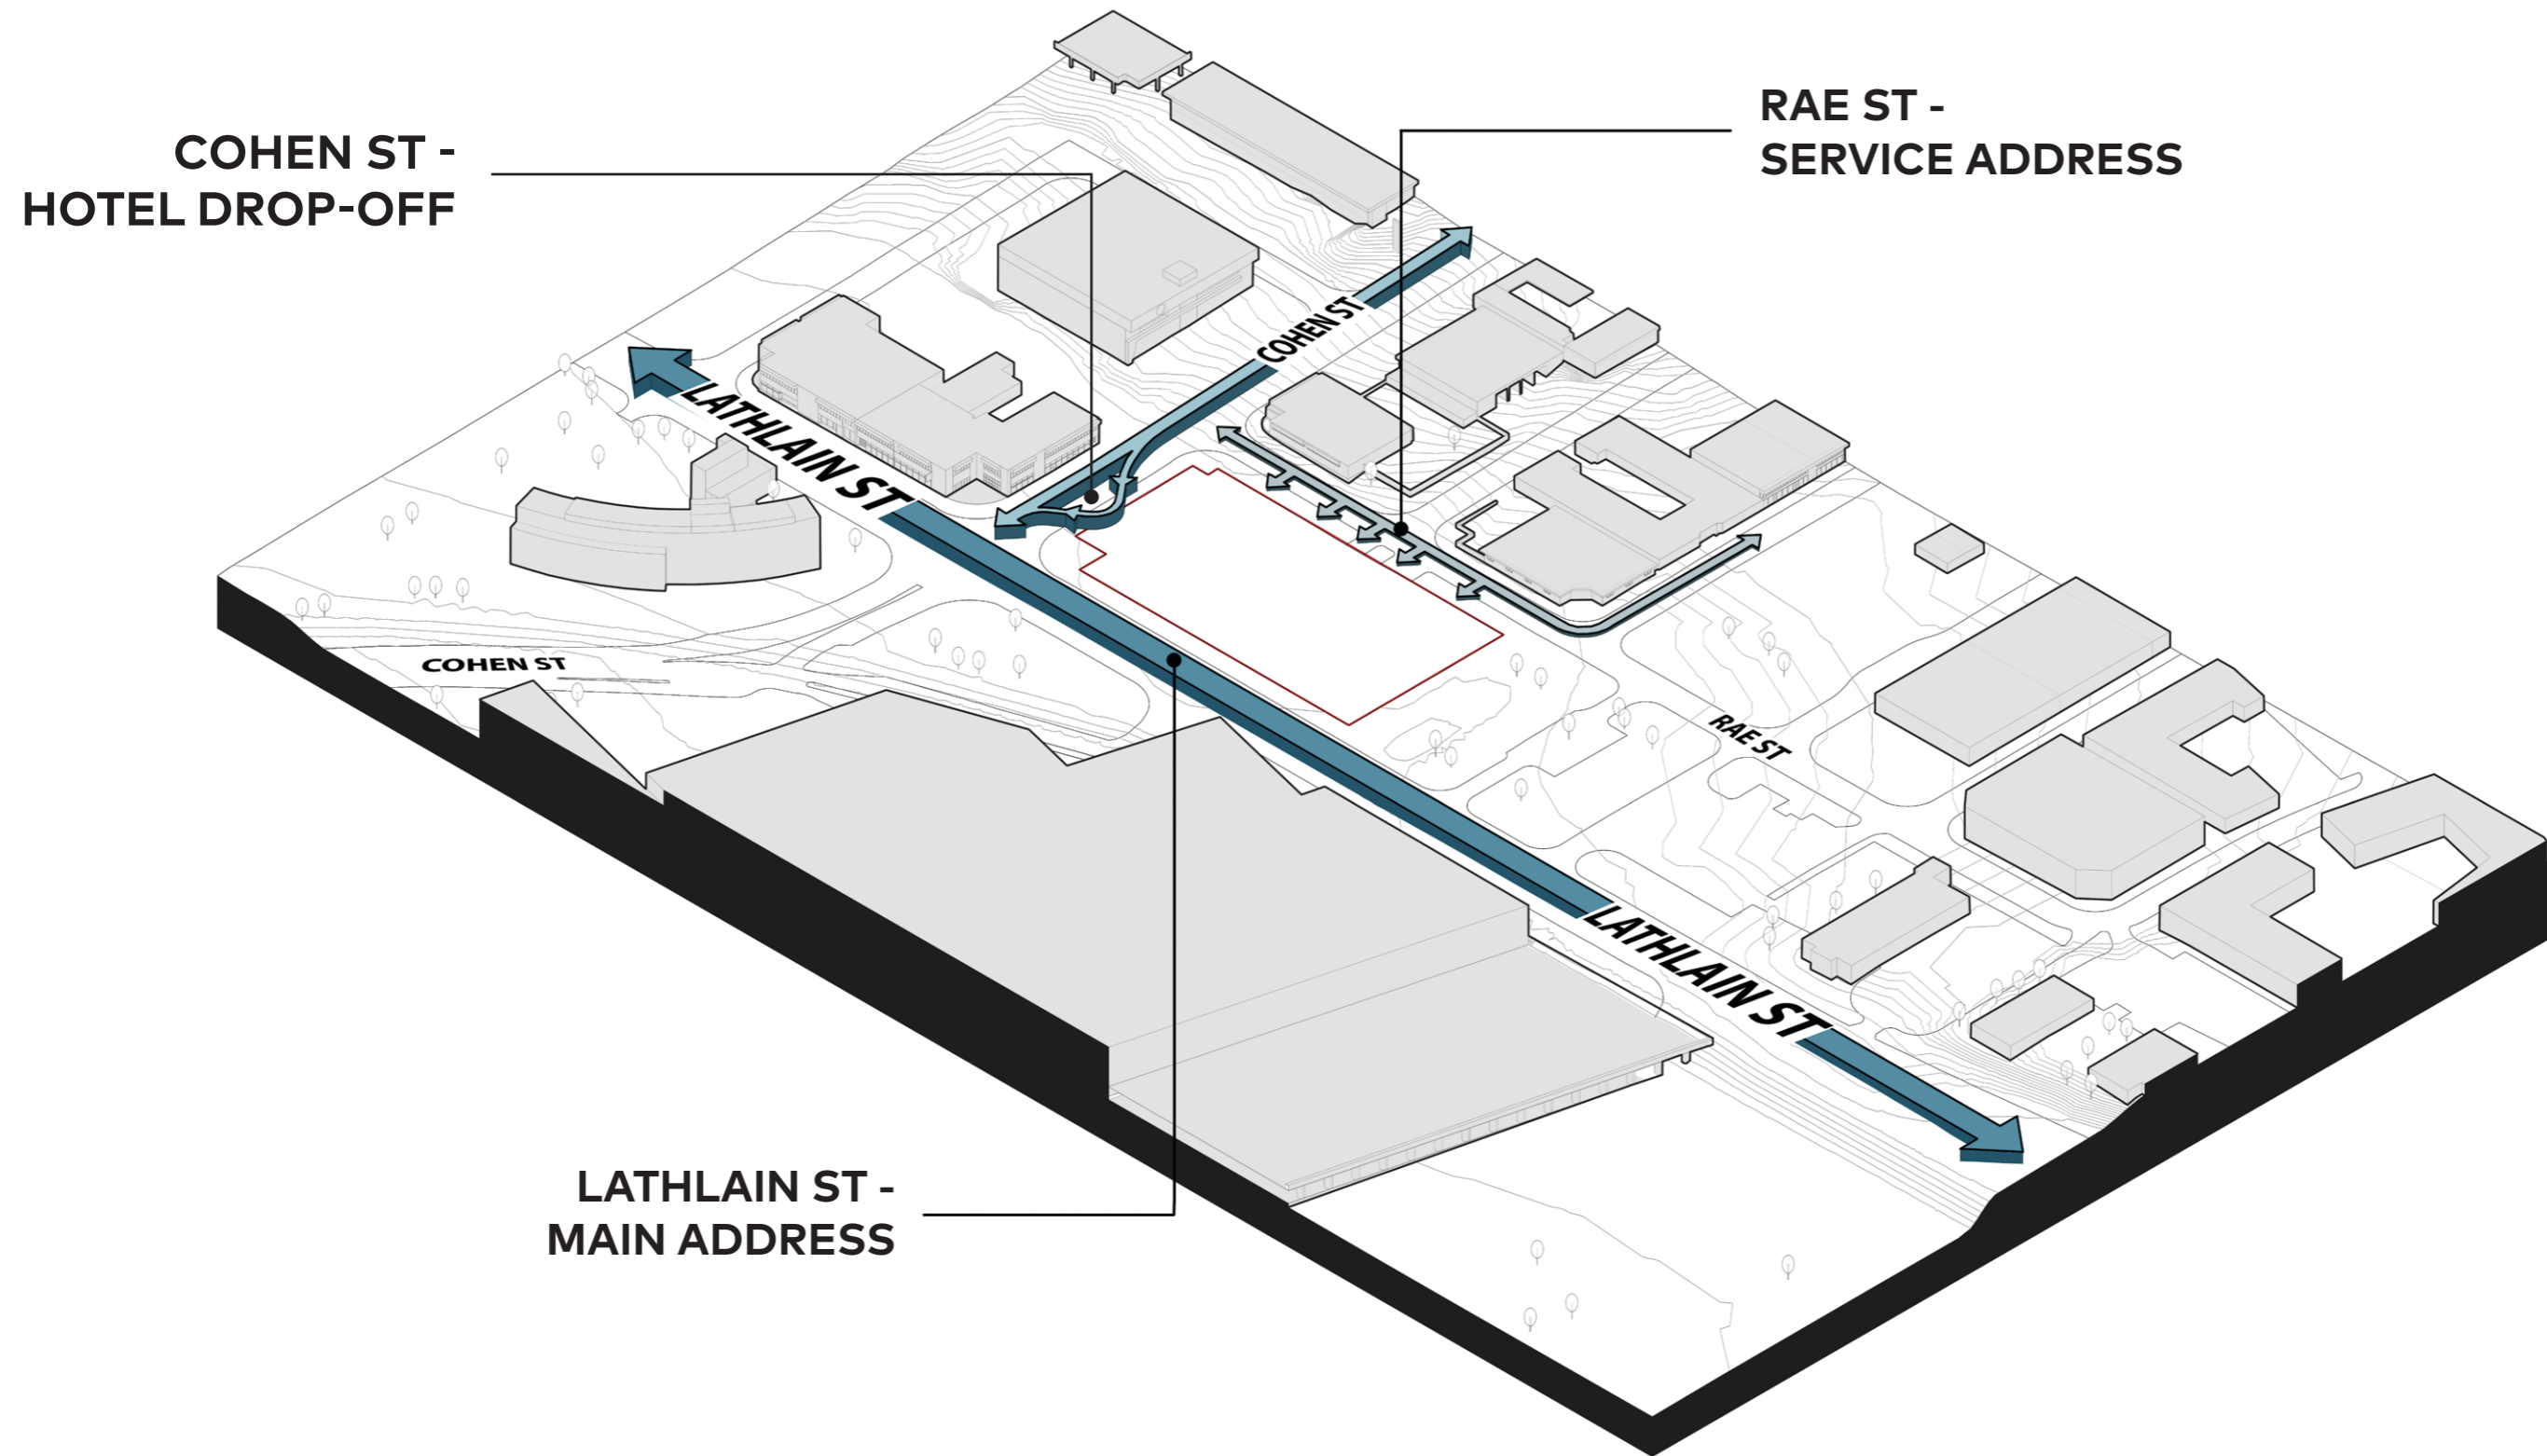 COHEN ST -
HOTEL DROP-OFF
RAE ST -
SERVICE ADDRESS
COHEN ST
LATHLAIN ST
COHEN ST
RAE ST
LATHLAIN ST
LATHLAIN ST -
MAIN ADDRESS